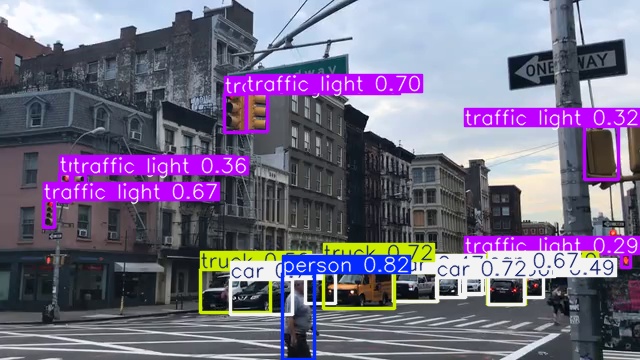 ONE WAY
traffic light 0.70
traffic light 0.32
traffic light 0.36
traffic light 0.67
traffic light 0.29
truck
truck 0.72
car
person 0.82
car 0.72
0.67
0.49